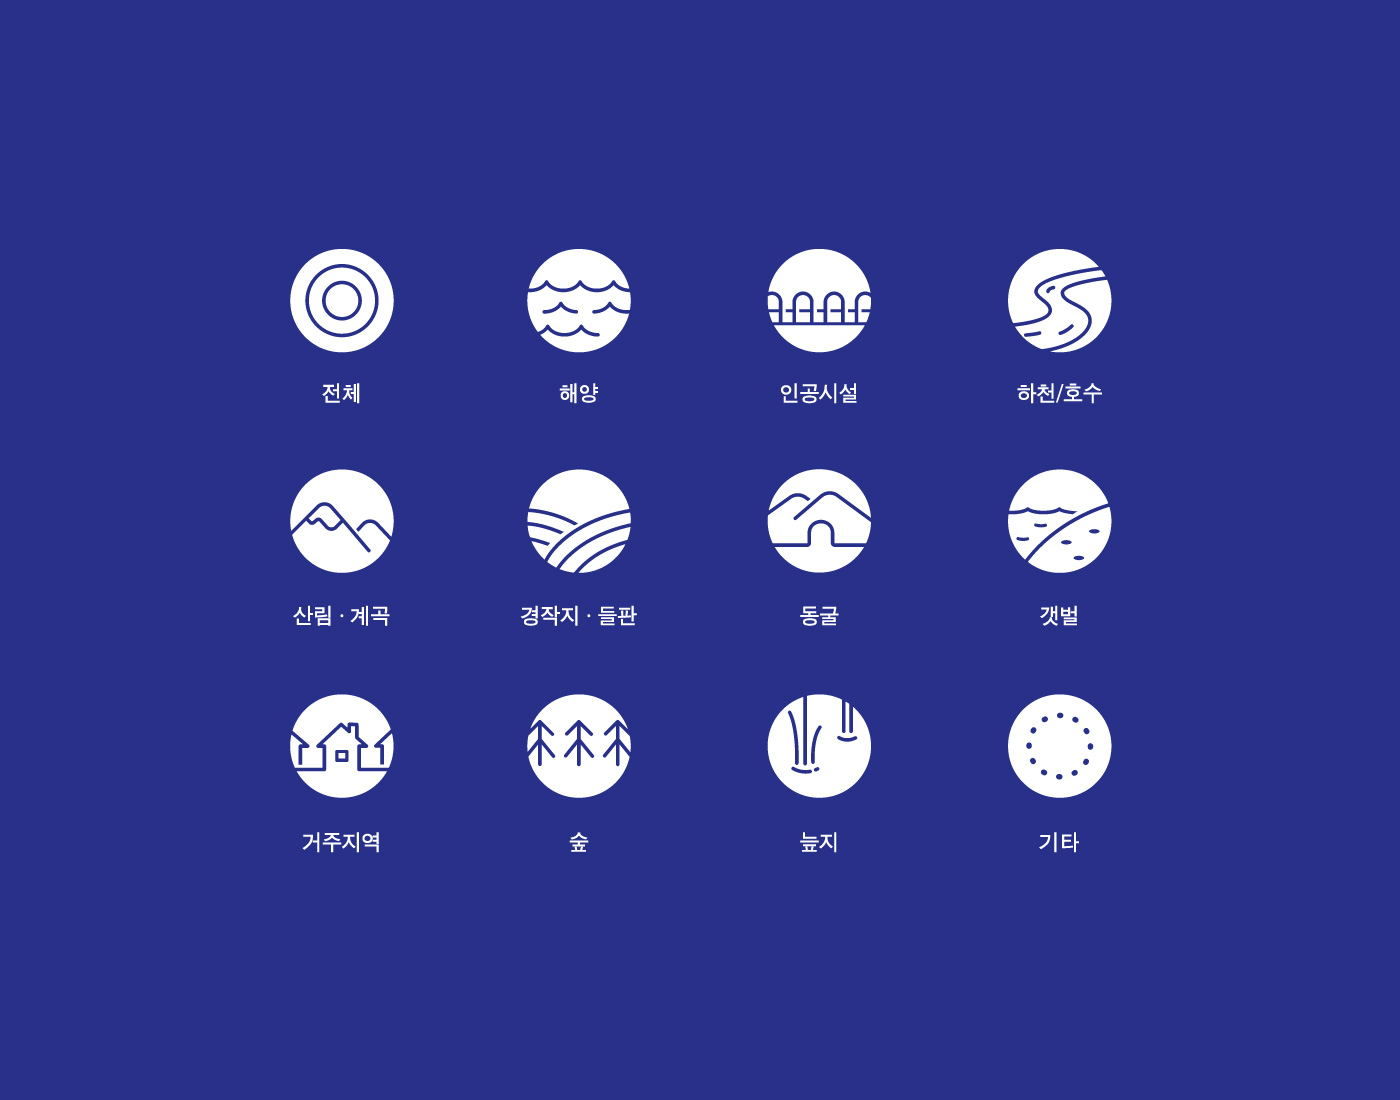 전체
해양
인공시설
하천/호수
산림 · 계곡
경작지 · 들판
동굴
갯벌
거주지역
숲
늪지
기타